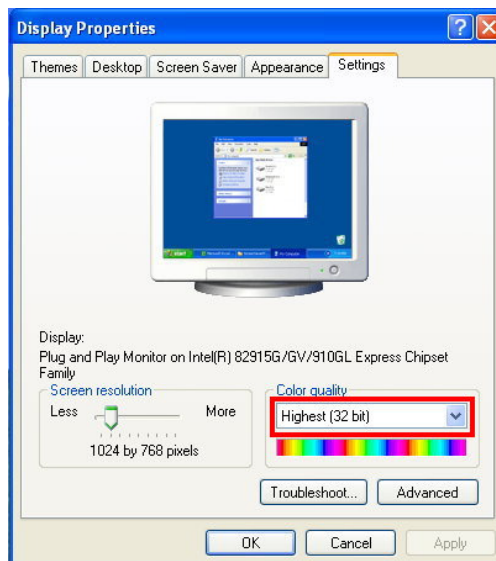 Display Properties
Themes Desktop Screen Saver Appearance Settings
Display:
Plug and Play Monitor on Intel(R) 82915G/GV/910GL Express Chipset
Family
Screen resolution
Less More
1024 by 768 pixels
Color quality
Highest (32 bit)
Troubleshoot... Advanced
OK Cancel Apply